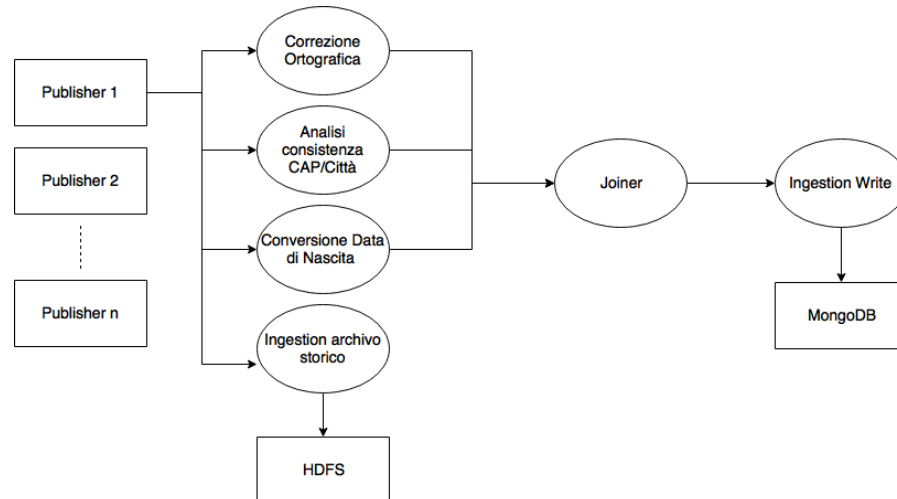 Publisher 1
Publisher 2
Publisher n
Correzione
Ortografica
Analisi
consistenza
CAP/Città
Conversione Data
di Nascita
Ingestion archivo
storico
HDFS
Joiner
Ingestion Write
MongoDB